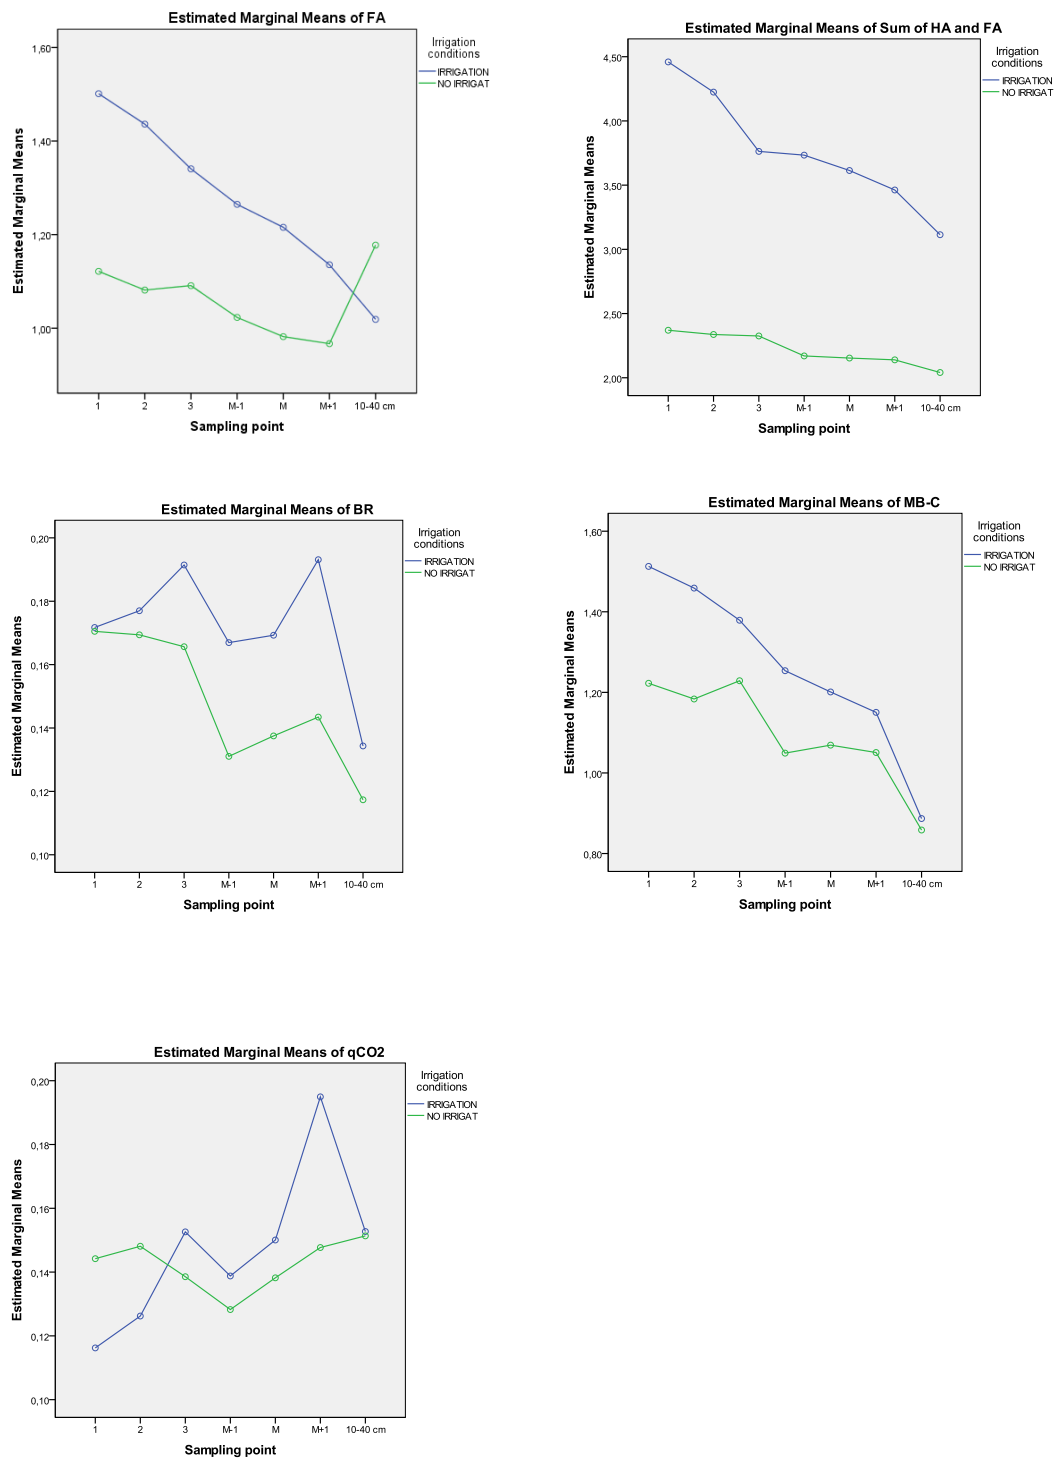 Estimated Marginal Means of FA
Irrigation
conditions
IRRIGATION
NO IRRIGAT
Estimated Marginal Means
1,60
1,40
1,20
1,00
1 2 3 M-1 M M+1 10-40 cm
Sampling point
Estimated Marginal Means of Sum of HA and FA
Irrigation
conditions
IRRIGATION
NO IRRIGAT
Estimated Marginal Means
4,50
4,00
3,50
3,00
2,50
2,00
1 2 3 M-1 M M+1 10-40 cm
Sampling point
Estimated Marginal Means of BR
Irrigation
conditions
IRRIGATION
NO IRRIGAT
Estimated Marginal Means
0,20
0,18
0,16
0,14
0,12
0,10
1 2 3 M-1 M M+1 10-40 cm
Sampling point
Estimated Marginal Means of MB-C
Irrigation
conditions
IRRIGATION
NO IRRIGAT
Estimated Marginal Means
1,60
1,40
1,20
1,00
0,80
1 2 3 M-1 M M+1 10-40 cm
Sampling point
Estimated Marginal Means of qCO2
Irrigation
conditions
IRRIGATION
NO IRRIGAT
Estimated Marginal Means
0,20
0,18
0,16
0,14
0,12
0,10
1 2 3 M-1 M M+1 10-40 cm
Sampling point